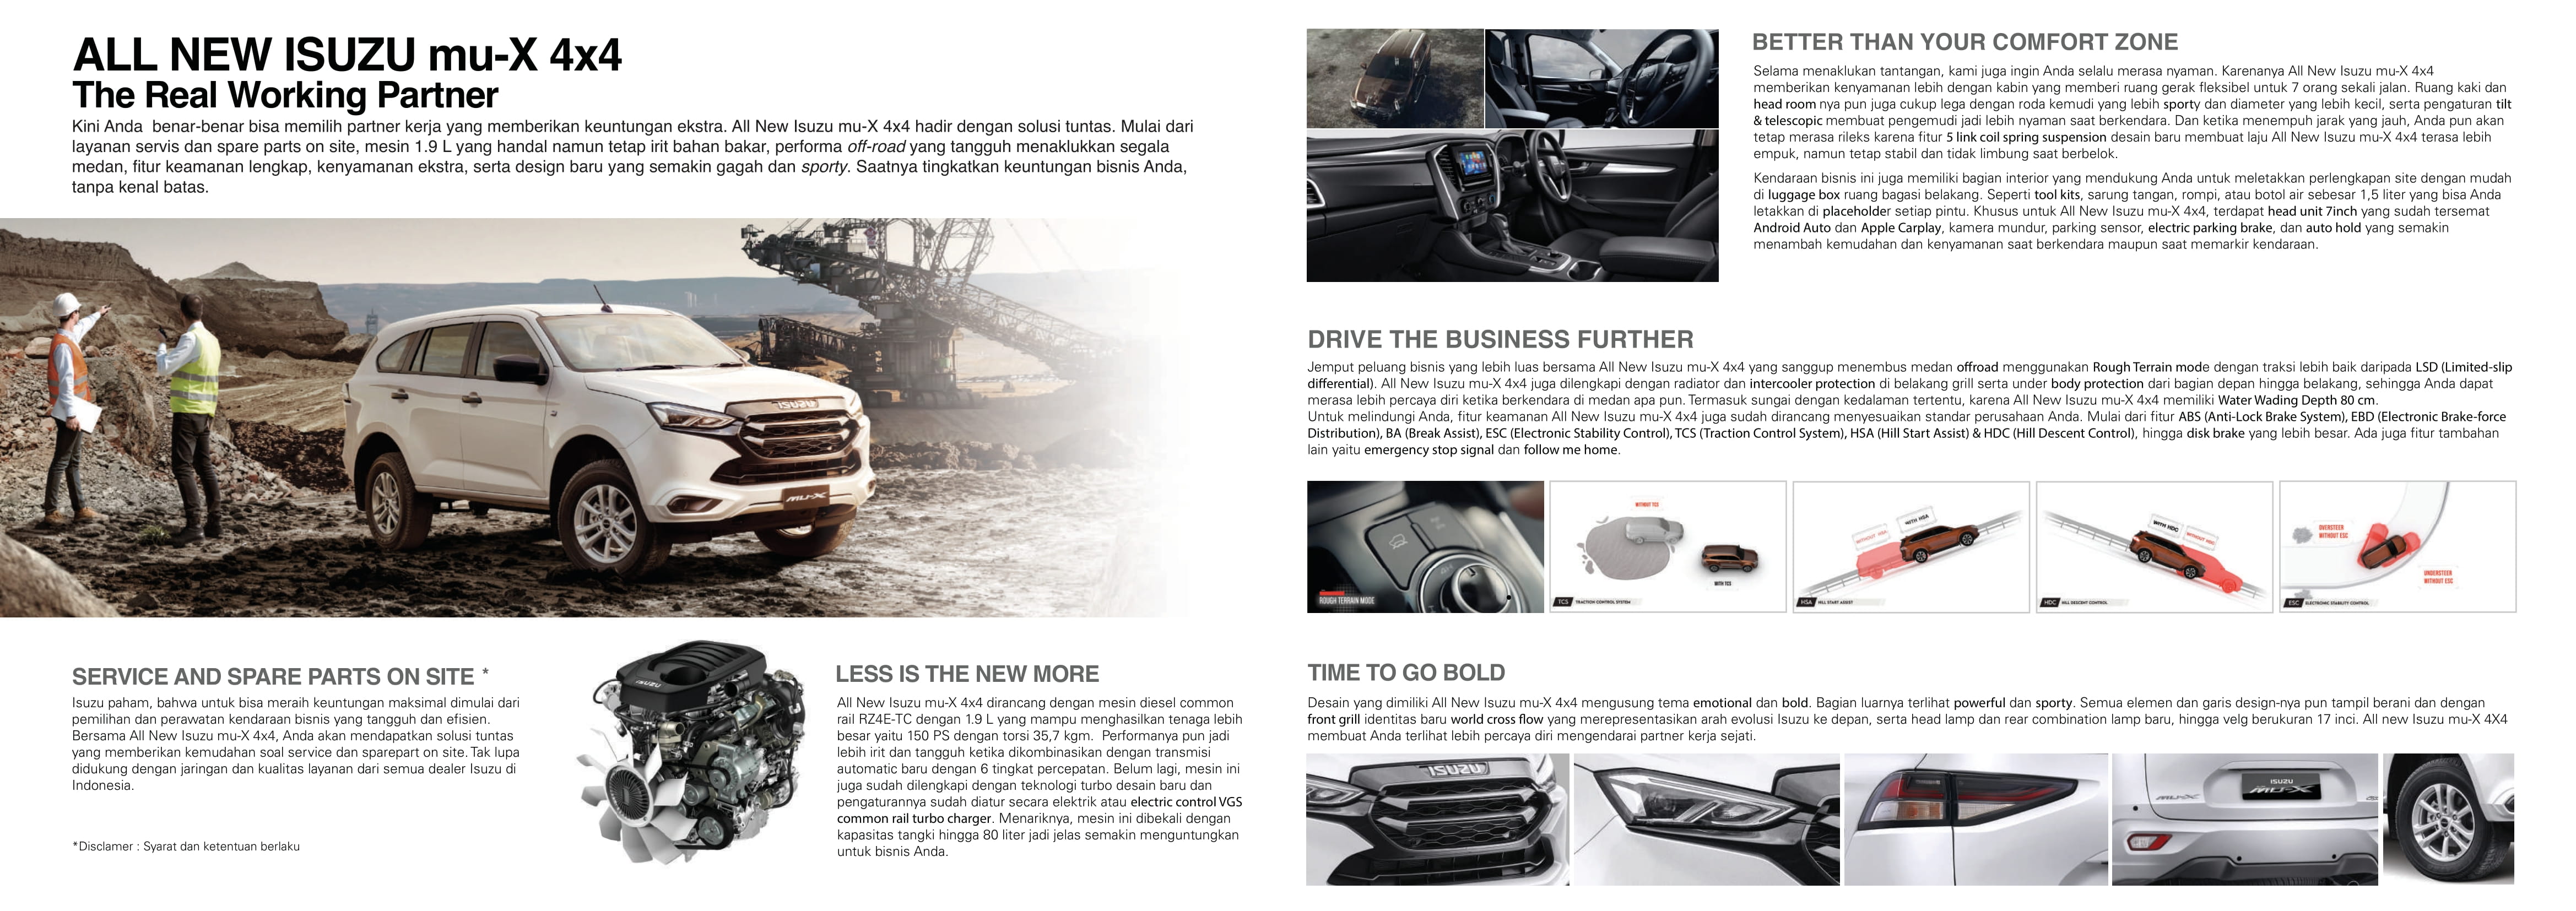 ALL NEW ISUZU mu-X 4x4
The Real Working Partner
Kini Anda  benar-benar bisa memilih partner kerja yang memberikan keuntungan ekstra. All New Isuzu mu-X 4x4 hadir dengan solusi tuntas. Mulai dari
layanan servis dan spare parts on site, mesin 1.9 L yang handal namun tetap irit bahan bakar, performa off-road yang tangguh menaklukkan segala
medan, fitur keamanan lengkap, kenyamanan ekstra, serta design baru yang semakin gagah dan sporty. Saatnya tingkatkan keuntungan bisnis Anda,
tanpa kenal batas.
ISUZU
mu-X
SERVICE AND SPARE PARTS ON SITE *
Isuzu paham, bahwa untuk bisa meraih keuntungan maksimal dimulai dari
pemilihan dan perawatan kendaraan bisnis yang tangguh dan efisien.
Bersama All New Isuzu mu-X 4x4, Anda akan mendapatkan solusi tuntas
yang memberikan kemudahan soal service dan sparepart on site. Tak lupa
didukung dengan jaringan dan kualitas layanan dari semua dealer Isuzu di
Indonesia.
*Disclamer : Syarat dan ketentuan berlaku
ISUZU
LESS IS THE NEW MORE
All New Isuzu mu-X 4x4 dirancang dengan mesin diesel common
rail RZ4E-TC dengan 1.9 L yang mampu menghasilkan tenaga lebih
besar yaitu 150 PS dengan torsi 35,7 kgm.  Performanya pun jadi
lebih irit dan tangguh ketika dikombinasikan dengan transmisi
automatic baru dengan 6 tingkat percepatan. Belum lagi, mesin ini
juga sudah dilengkapi dengan teknologi turbo desain baru dan
pengaturannya sudah diatur secara elektrik atau electric control VGS
common rail turbo charger. Menariknya, mesin ini dibekali dengan
kapasitas tangki hingga 80 liter jadi jelas semakin menguntungkan
untuk bisnis Anda.
BETTER THAN YOUR COMFORT ZONE
Selama menaklukan tantangan, kami juga ingin Anda selalu merasa nyaman. Karenanya All New Isuzu mu-X 4x4
memberikan kenyamanan lebih dengan kabin yang memberi ruang gerak fleksibel untuk 7 orang sekali jalan. Ruang kaki dan
head room nya pun juga cukup lega dengan roda kemudi yang lebih sporty dan diameter yang lebih kecil, serta pengaturan tilt
& telescopic membuat pengemudi jadi lebih nyaman saat berkendara. Dan ketika menempuh jarak yang jauh, Anda pun akan
tetap merasa rileks karena fitur 5 link coil spring suspension desain baru membuat laju All New Isuzu mu-X 4x4 terasa lebih
empuk, namun tetap stabil dan tidak limbung saat berbelok.
Kendaraan bisnis ini juga memiliki bagian interior yang mendukung Anda untuk meletakkan perlengkapan site dengan mudah
di luggage box ruang bagasi belakang. Seperti tool kits, sarung tangan, rompi, atau botol air sebesar 1,5 liter yang bisa Anda
letakkan di placeholder setiap pintu. Khusus untuk All New Isuzu mu-X 4x4, terdapat head unit 7inch yang sudah tersemat
Android Auto dan Apple Carplay, kamera mundur, parking sensor, electric parking brake, dan auto hold yang semakin
menambah kemudahan dan kenyamanan saat berkendara maupun saat memarkir kendaraan.
DRIVE THE BUSINESS FURTHER
Jemput peluang bisnis yang lebih luas bersama All New Isuzu mu-X 4x4 yang sanggup menembus medan offroad menggunakan Rough Terrain mode dengan traksi lebih baik daripada LSD (Limited-slip
differential). All New Isuzu mu-X 4x4 juga dilengkapi dengan radiator dan intercooler protection di belakang grill serta under body protection dari bagian depan hingga belakang, sehingga Anda dapat
merasa lebih percaya diri ketika berkendara di medan apa pun. Termasuk sungai dengan kedalaman tertentu, karena All New Isuzu mu-X 4x4 memiliki Water Wading Depth 80 cm.
Untuk melindungi Anda, fitur keamanan All New Isuzu mu-X 4x4 juga sudah dirancang menyesuaikan standar perusahaan Anda. Mulai dari fitur ABS (Anti-Lock Brake System), EBD (Electronic Brake-force
Distribution), BA (Break Assist), ESC (Electronic Stability Control), TCS (Traction Control System), HSA (Hill Start Assist) & HDC (Hill Descent Control), hingga disk brake yang lebih besar. Ada juga fitur tambahan
lain yaitu emergency stop signal dan follow me home.
ROUGH TERRAIN MODE
WITHOUT TCS
WITH TCS
TCS TRACTION CONTROL SYSTEM
WITHOUT HSA
WITH HSA
HSA HILL START ASSIST
WITH HDC
WITHOUT HDC
HDC HILL DESCENT CONTROL
OVERSTEER
WITHOUT ESC
UNDERSTEER
WITHOUT ESC
ESC ELECTRONIC STABILITY CONTROL
TIME TO GO BOLD
Desain yang dimiliki All New Isuzu mu-X 4x4 mengusung tema emotional dan bold. Bagian luarnya terlihat powerful dan sporty. Semua elemen dan garis design-nya pun tampil berani dan dengan
front grill identitas baru world cross flow yang merepresentasikan arah evolusi Isuzu ke depan, serta head lamp dan rear combination lamp baru, hingga velg berukuran 17 inci. All new Isuzu mu-X 4X4
membuat Anda terlihat lebih percaya diri mengendarai partner kerja sejati.
ISUZU
mu-X
ISUZU
mu-X